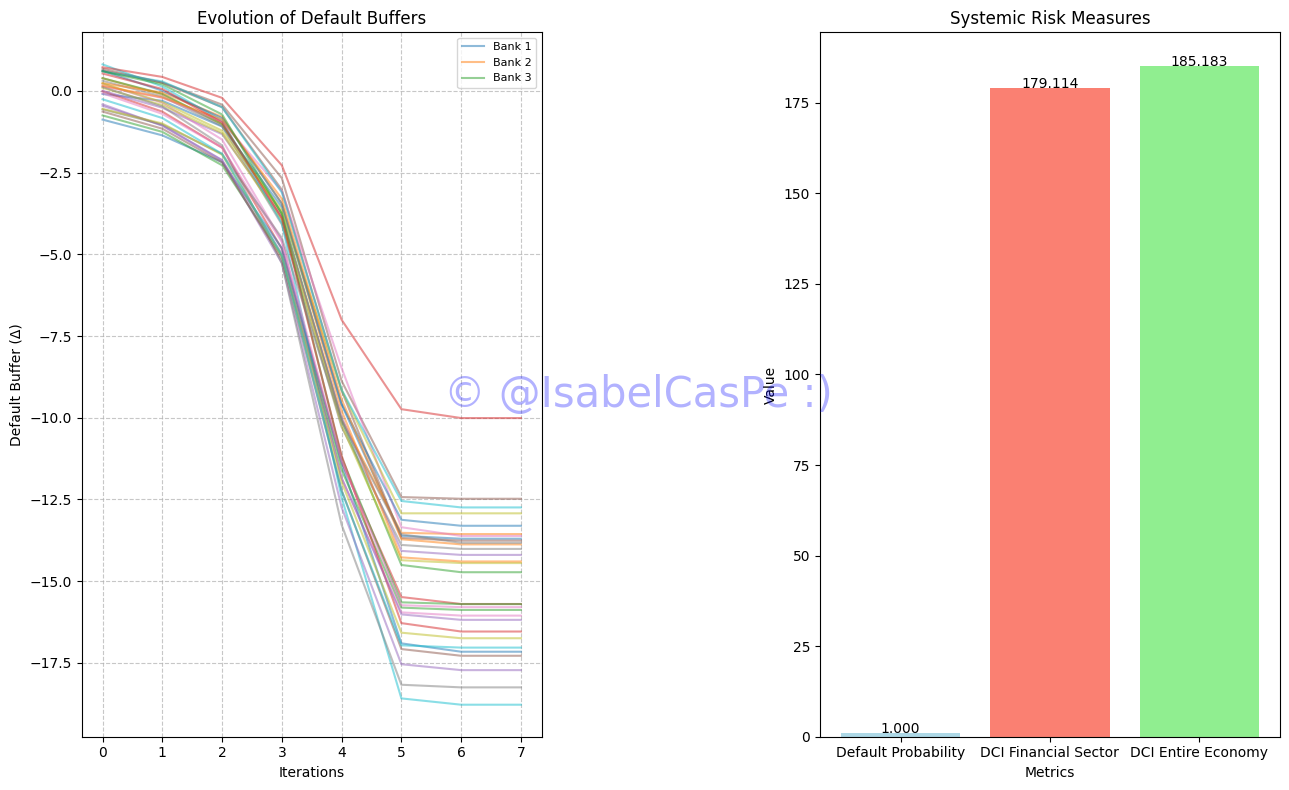 Evolution of Default Buffers
Bank 1
Bank 2
Bank 3
Default Buffer (Δ)
0.0
−2.5
−5.0
−7.5
−10.0
−12.5
−15.0
−17.5
0 1 2 3 4 5 6 7
Iterations
© @IsabelCasPe :)
Systemic Risk Measures
185.183
179.114
1.000
Value
175
150
125
100
75
50
25
0
Default Probability DCI Financial Sector DCI Entire Economy
Metrics